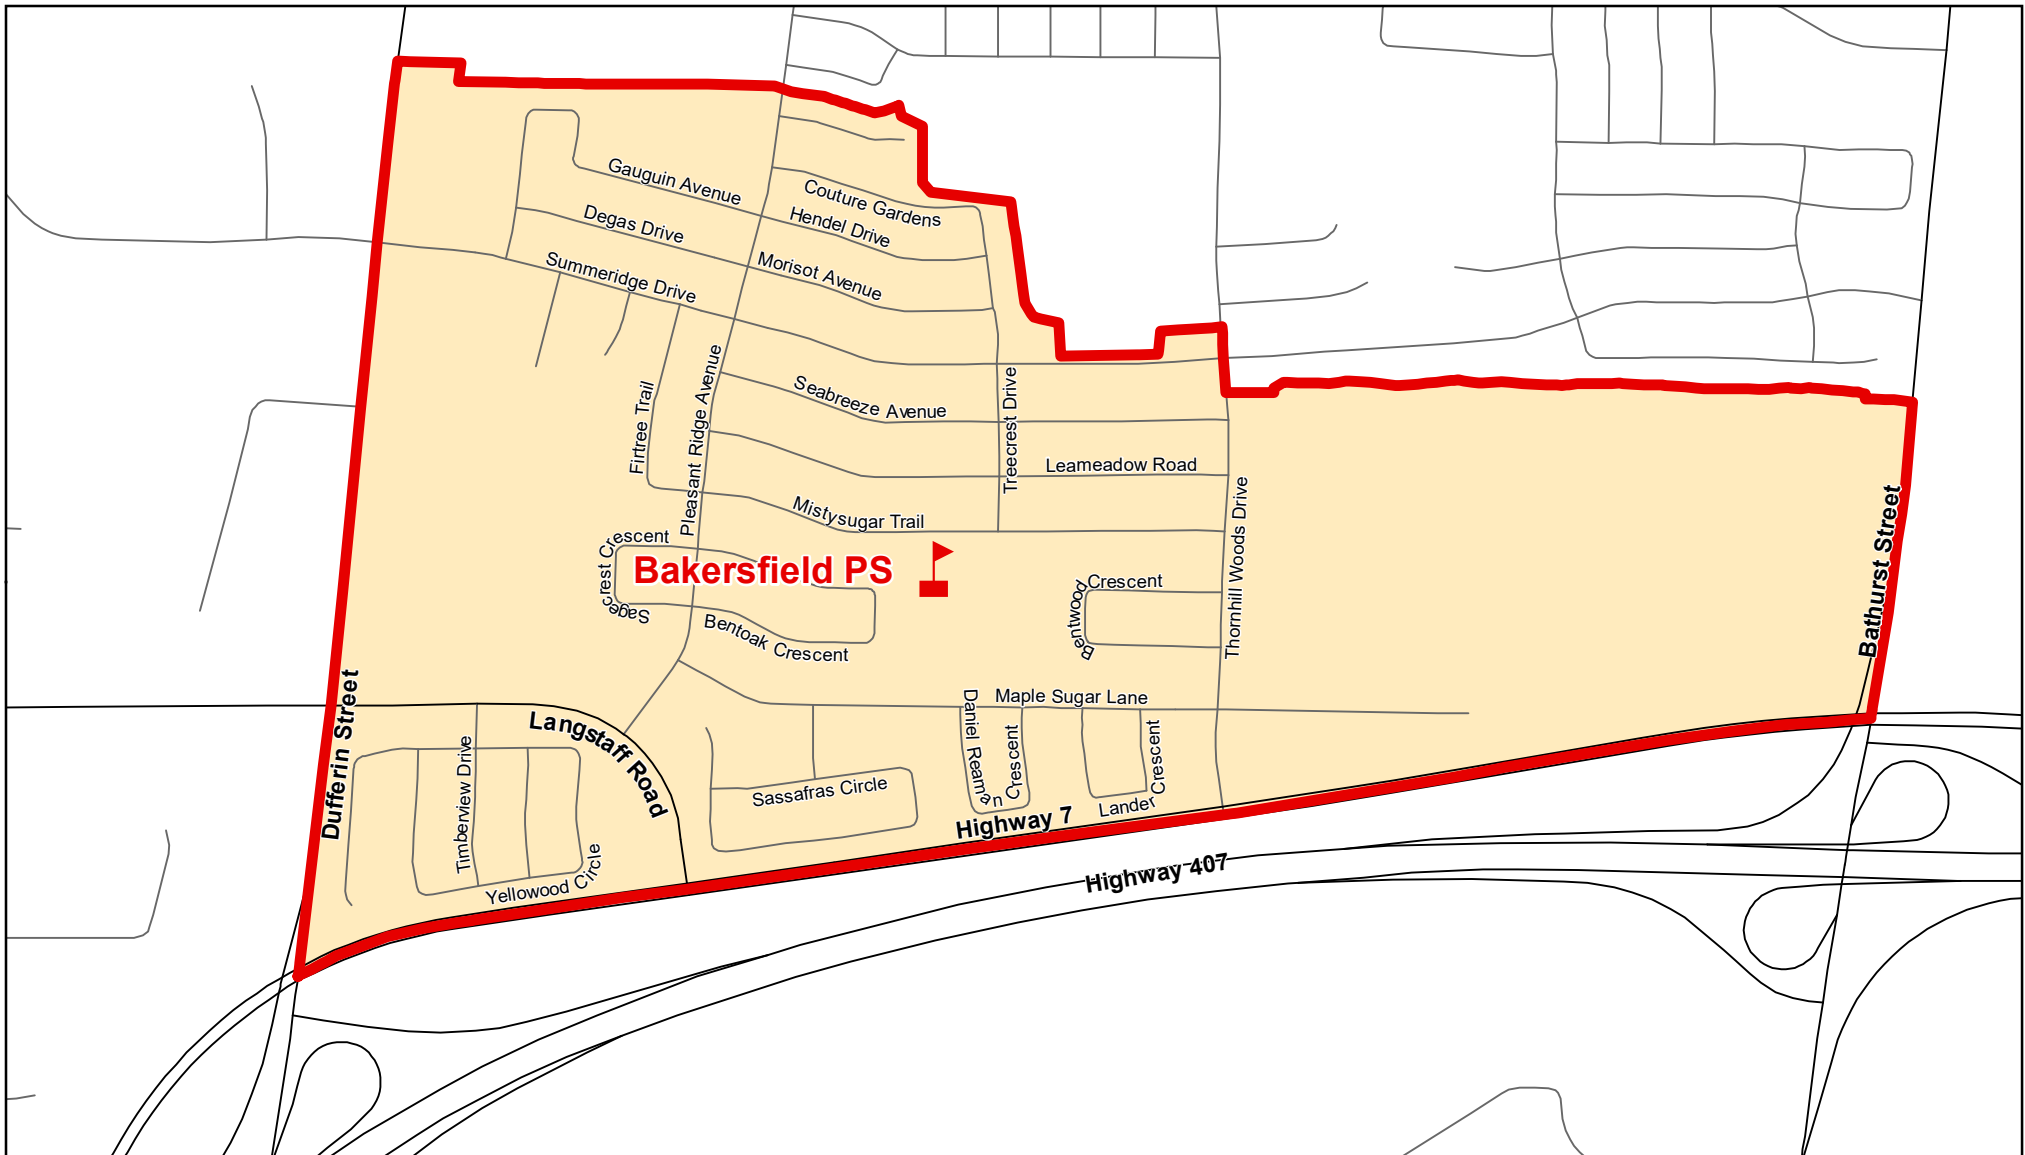 Gauguin Avenue
Couture Gardens
Hendel Drive
Degas Drive
Morisot Avenue
Summeridge Drive
Firtree Trail
Pleasant Ridge Avenue
Seabreeze Avenue
Treecrest Drive
Leameadow Road
Mistysugar Trail
Thornhill Woods Drive
Bathurst Street
Sagecrest Crescent
Bakersfield PS
Bentwood Crescent
Bentoak Crescent
Maple Sugar Lane
Daniel Reaman Crescent
Lander Crescent
Langstaff Road
Dufferin Street
Timberview Drive
Sassafras Circle
Yellowood Circle
Highway 7
Highway 407